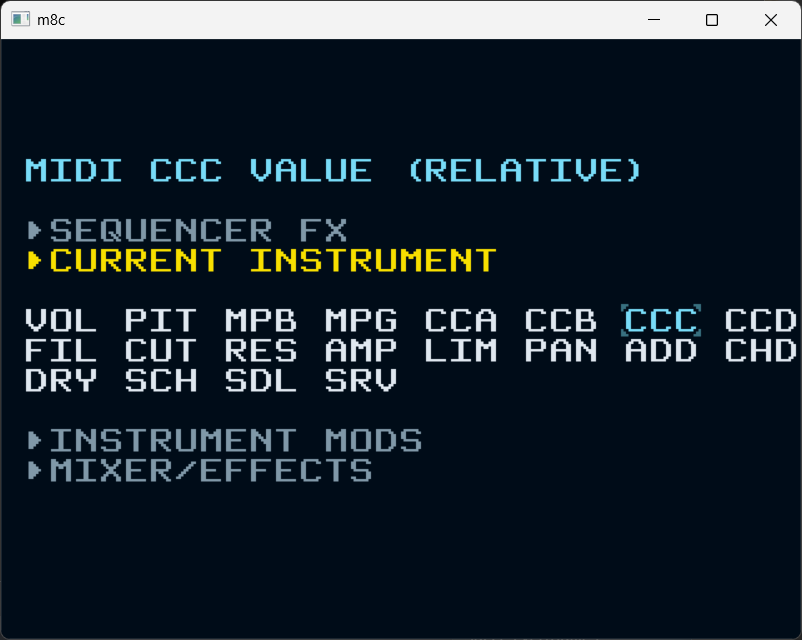 m8c
MIDI CCC VALUE (RELATIVE)
SEQUENCER FX
CURRENT INSTRUMENT
VOL PIT MPB MPG CCA CCB CCC CCD
FIL CUT RES AMP LIM PAN ADD CHD
DRY SCH SDL SRV
INSTRUMENT MODS
MIXER/EFFECTS